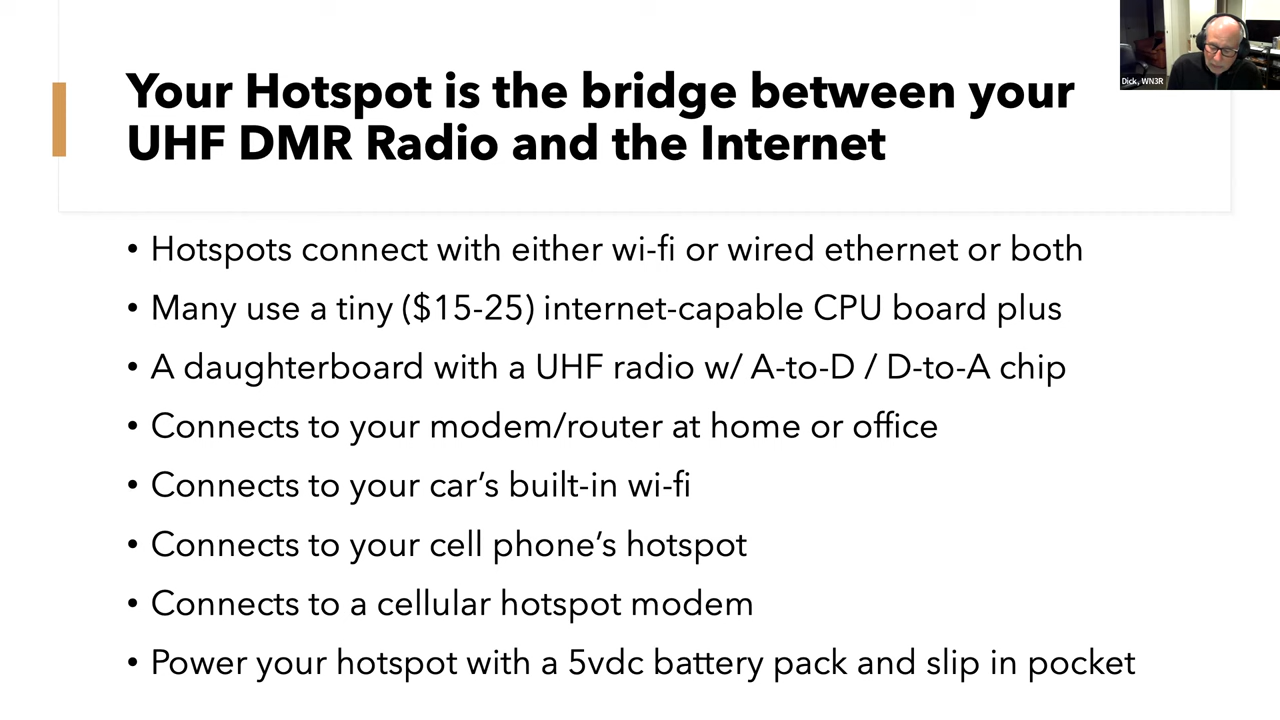 Dick, WN3R
Your Hotspot is the bridge between your
UHF DMR Radio and the Internet
• Hotspots connect with either wi-fi or wired ethernet or both
• Many use a tiny ($15-25) internet-capable CPU board plus
• A daughterboard with a UHF radio w/ A-to-D / D-to-A chip
• Connects to your modem/router at home or office
• Connects to your car’s built-in wi-fi
• Connects to your cell phone’s hotspot
• Connects to a cellular hotspot modem
• Power your hotspot with a 5vdc battery pack and slip in pocket